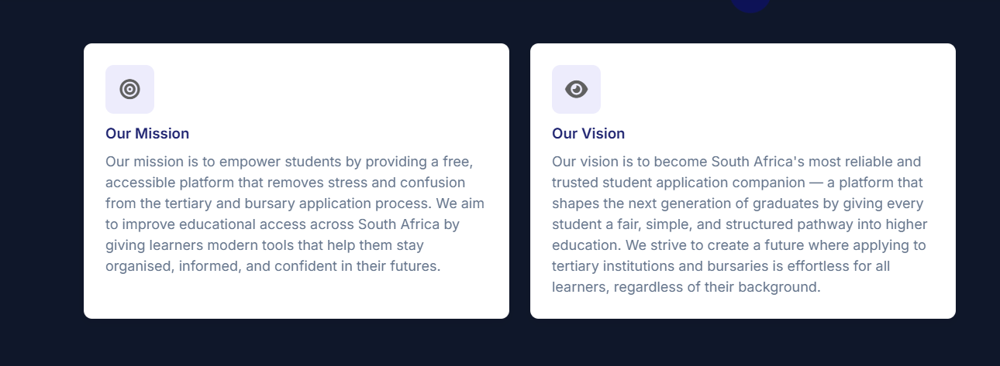 Our Mission
Our mission is to empower students by providing a free,
accessible platform that removes stress and confusion
from the tertiary and bursary application process. We aim
to improve educational access across South Africa by
giving learners modern tools that help them stay
organised, informed, and confident in their futures.
Our Vision
Our vision is to become South Africa's most reliable and
trusted student application companion — a platform that
shapes the next generation of graduates by giving every
student a fair, simple, and structured pathway into higher
education. We strive to create a future where applying to
tertiary institutions and bursaries is effortless for all
learners, regardless of their background.